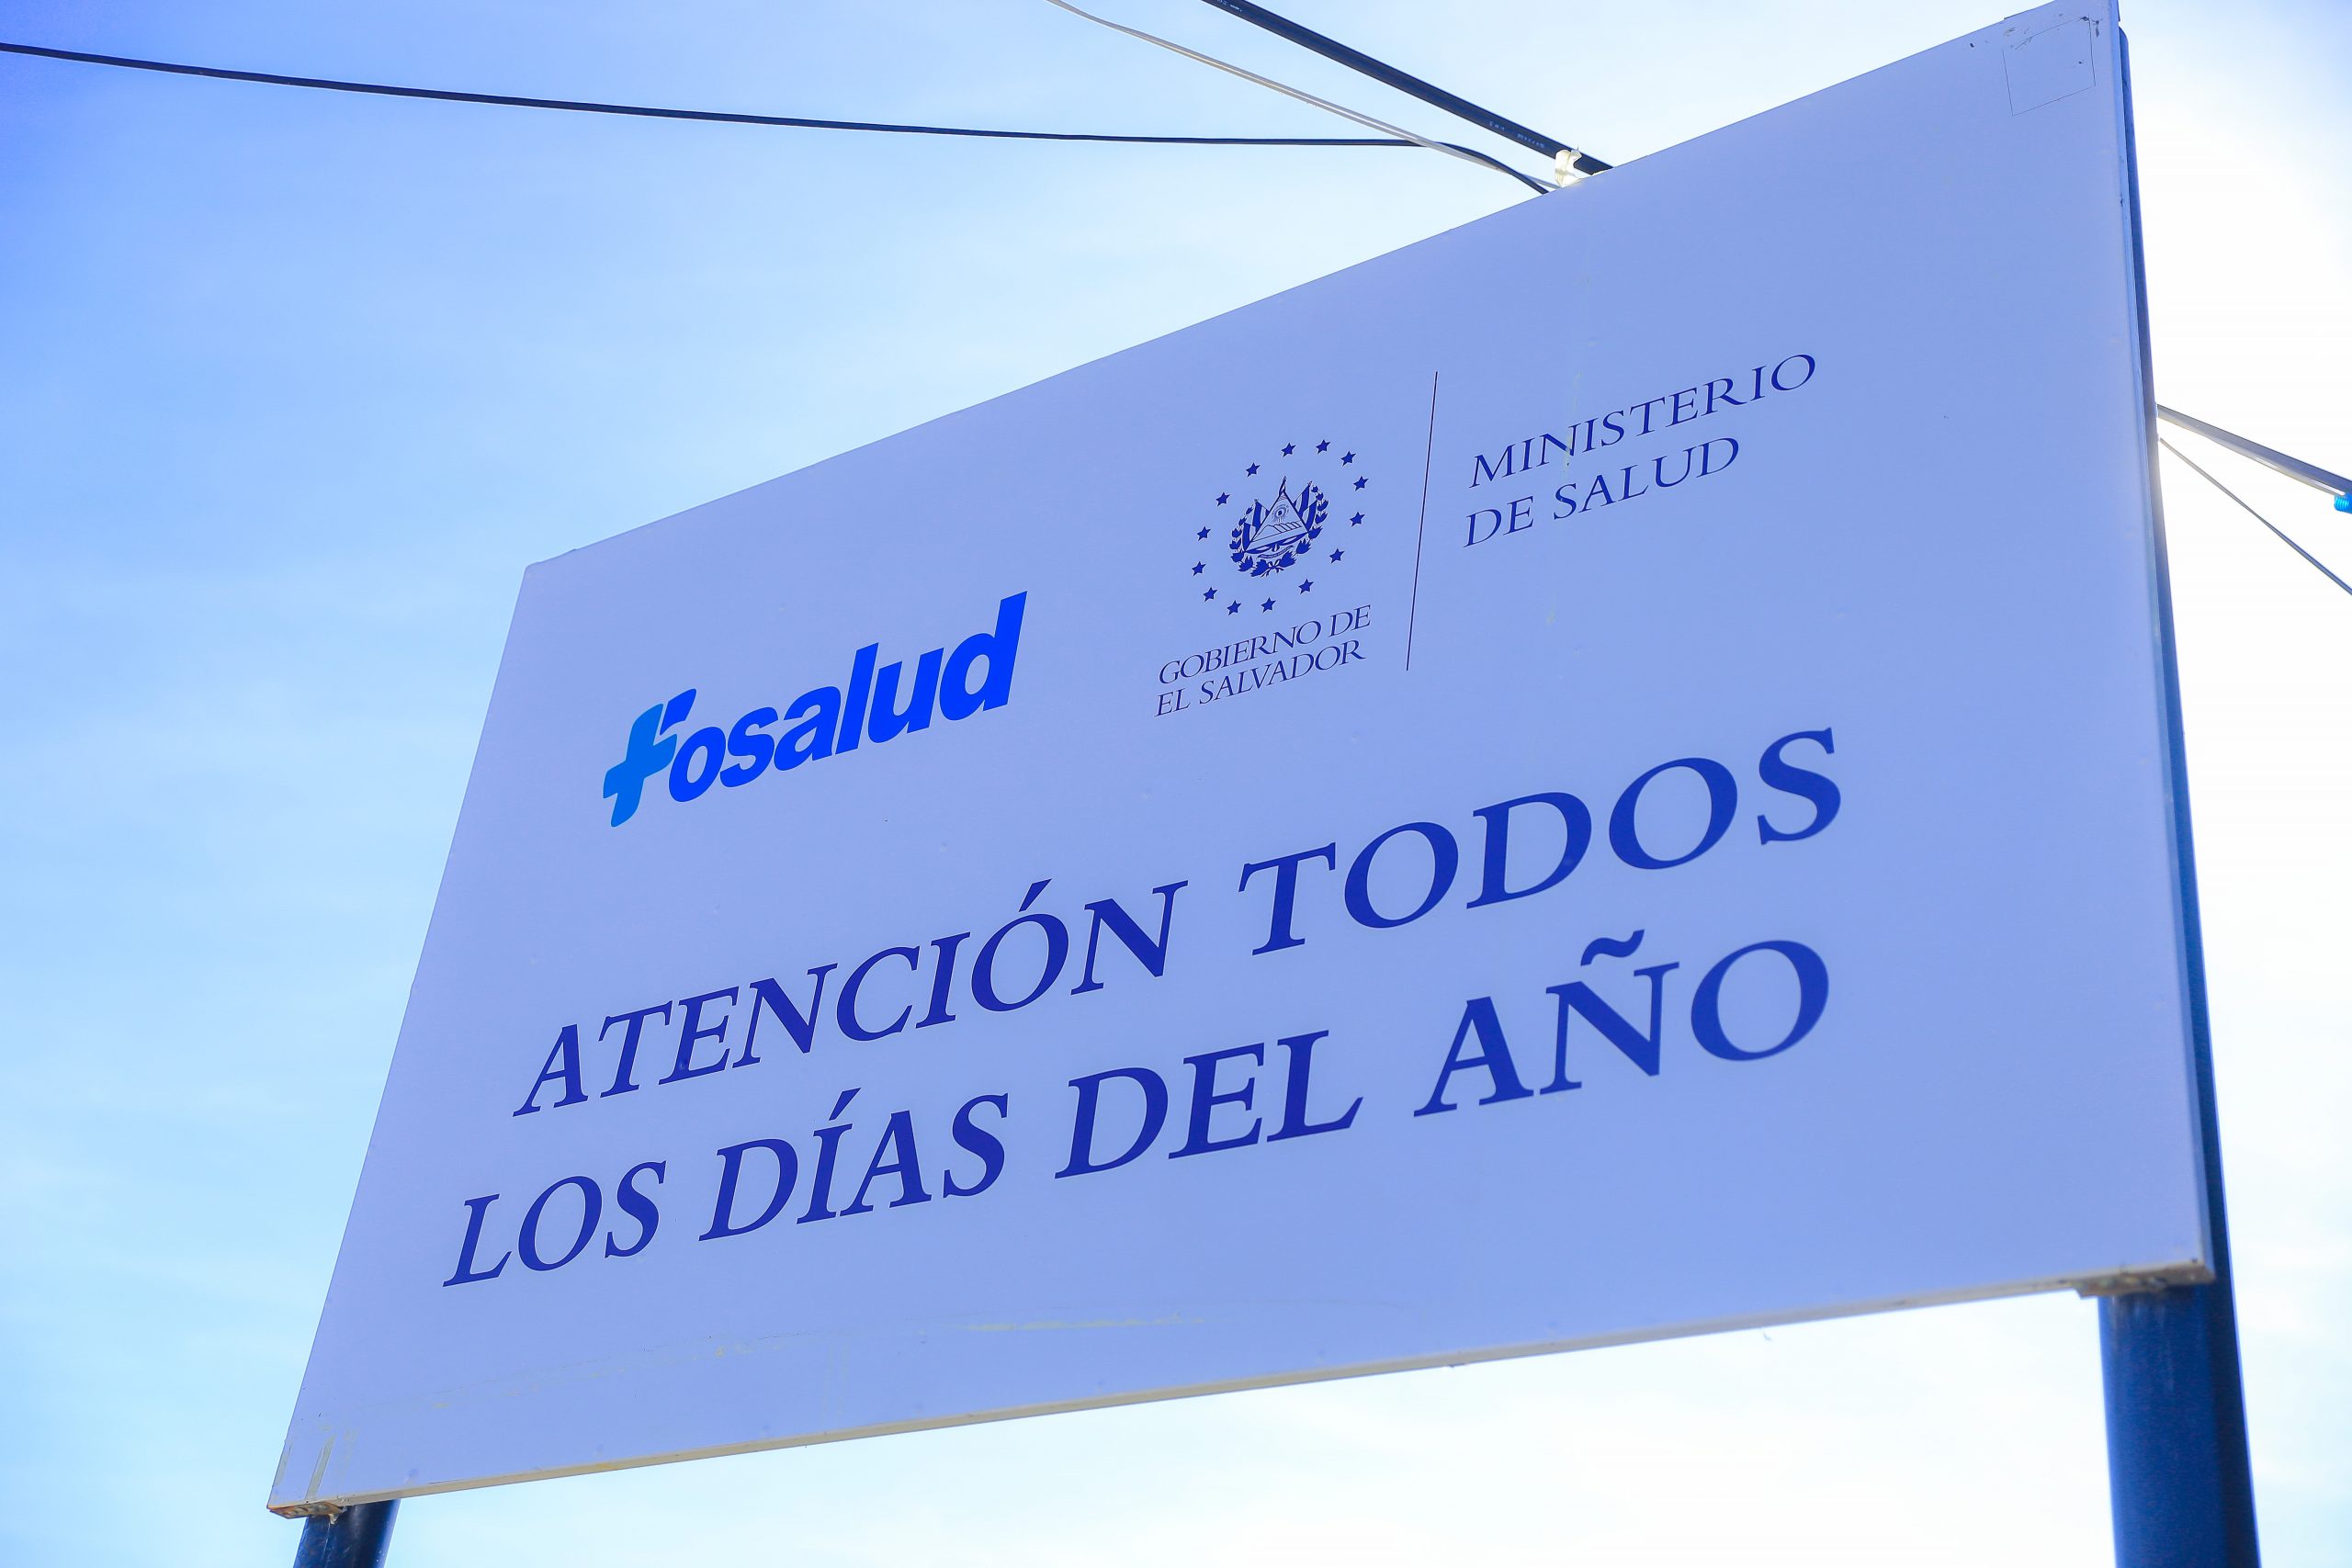 fosalud
GOBIERNO DE
EL SALVADOR
MINISTERIO
DE SALUD
ATENCIÓN TODOS
LOS DÍAS DEL AÑO